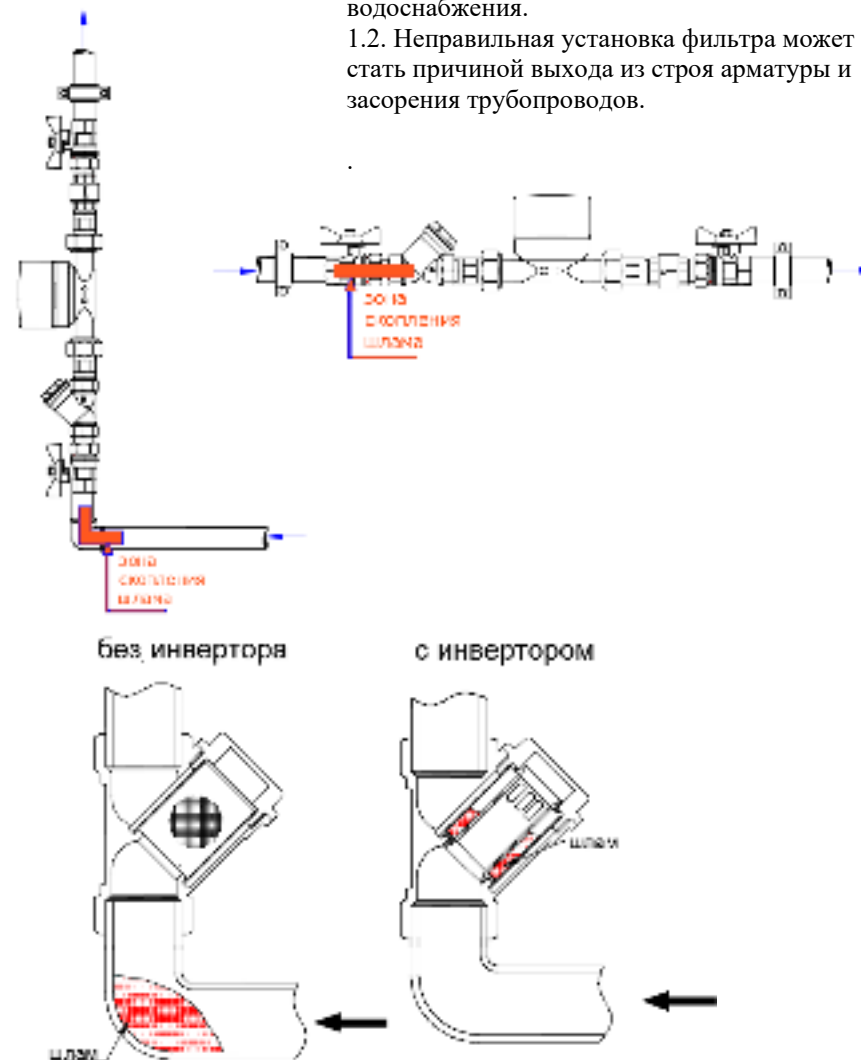 водоснабжения.
1.2. Неправильная установка фильтра может
стать причиной выхода из строя арматуры и
засорения трубопроводов.
.
зона
скопления
шлама
зона
скопления
шлама
без инвертора
с инвертором
шлам
шлам